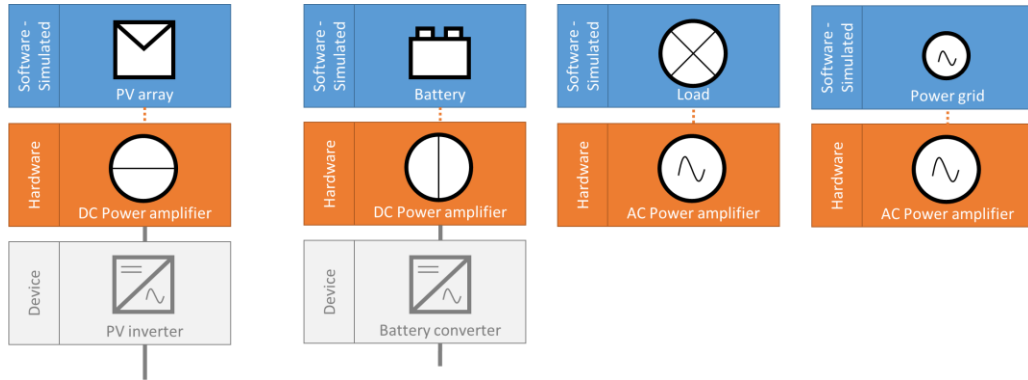 Software -
Simulated
PV array
Software -
Simulated
Battery
Software -
Simulated
Load
Software -
Simulated
Power grid
Hardware
DC Power amplifier
Hardware
DC Power amplifier
Hardware
AC Power amplifier
Hardware
AC Power amplifier
Device
PV inverter
Device
Battery converter